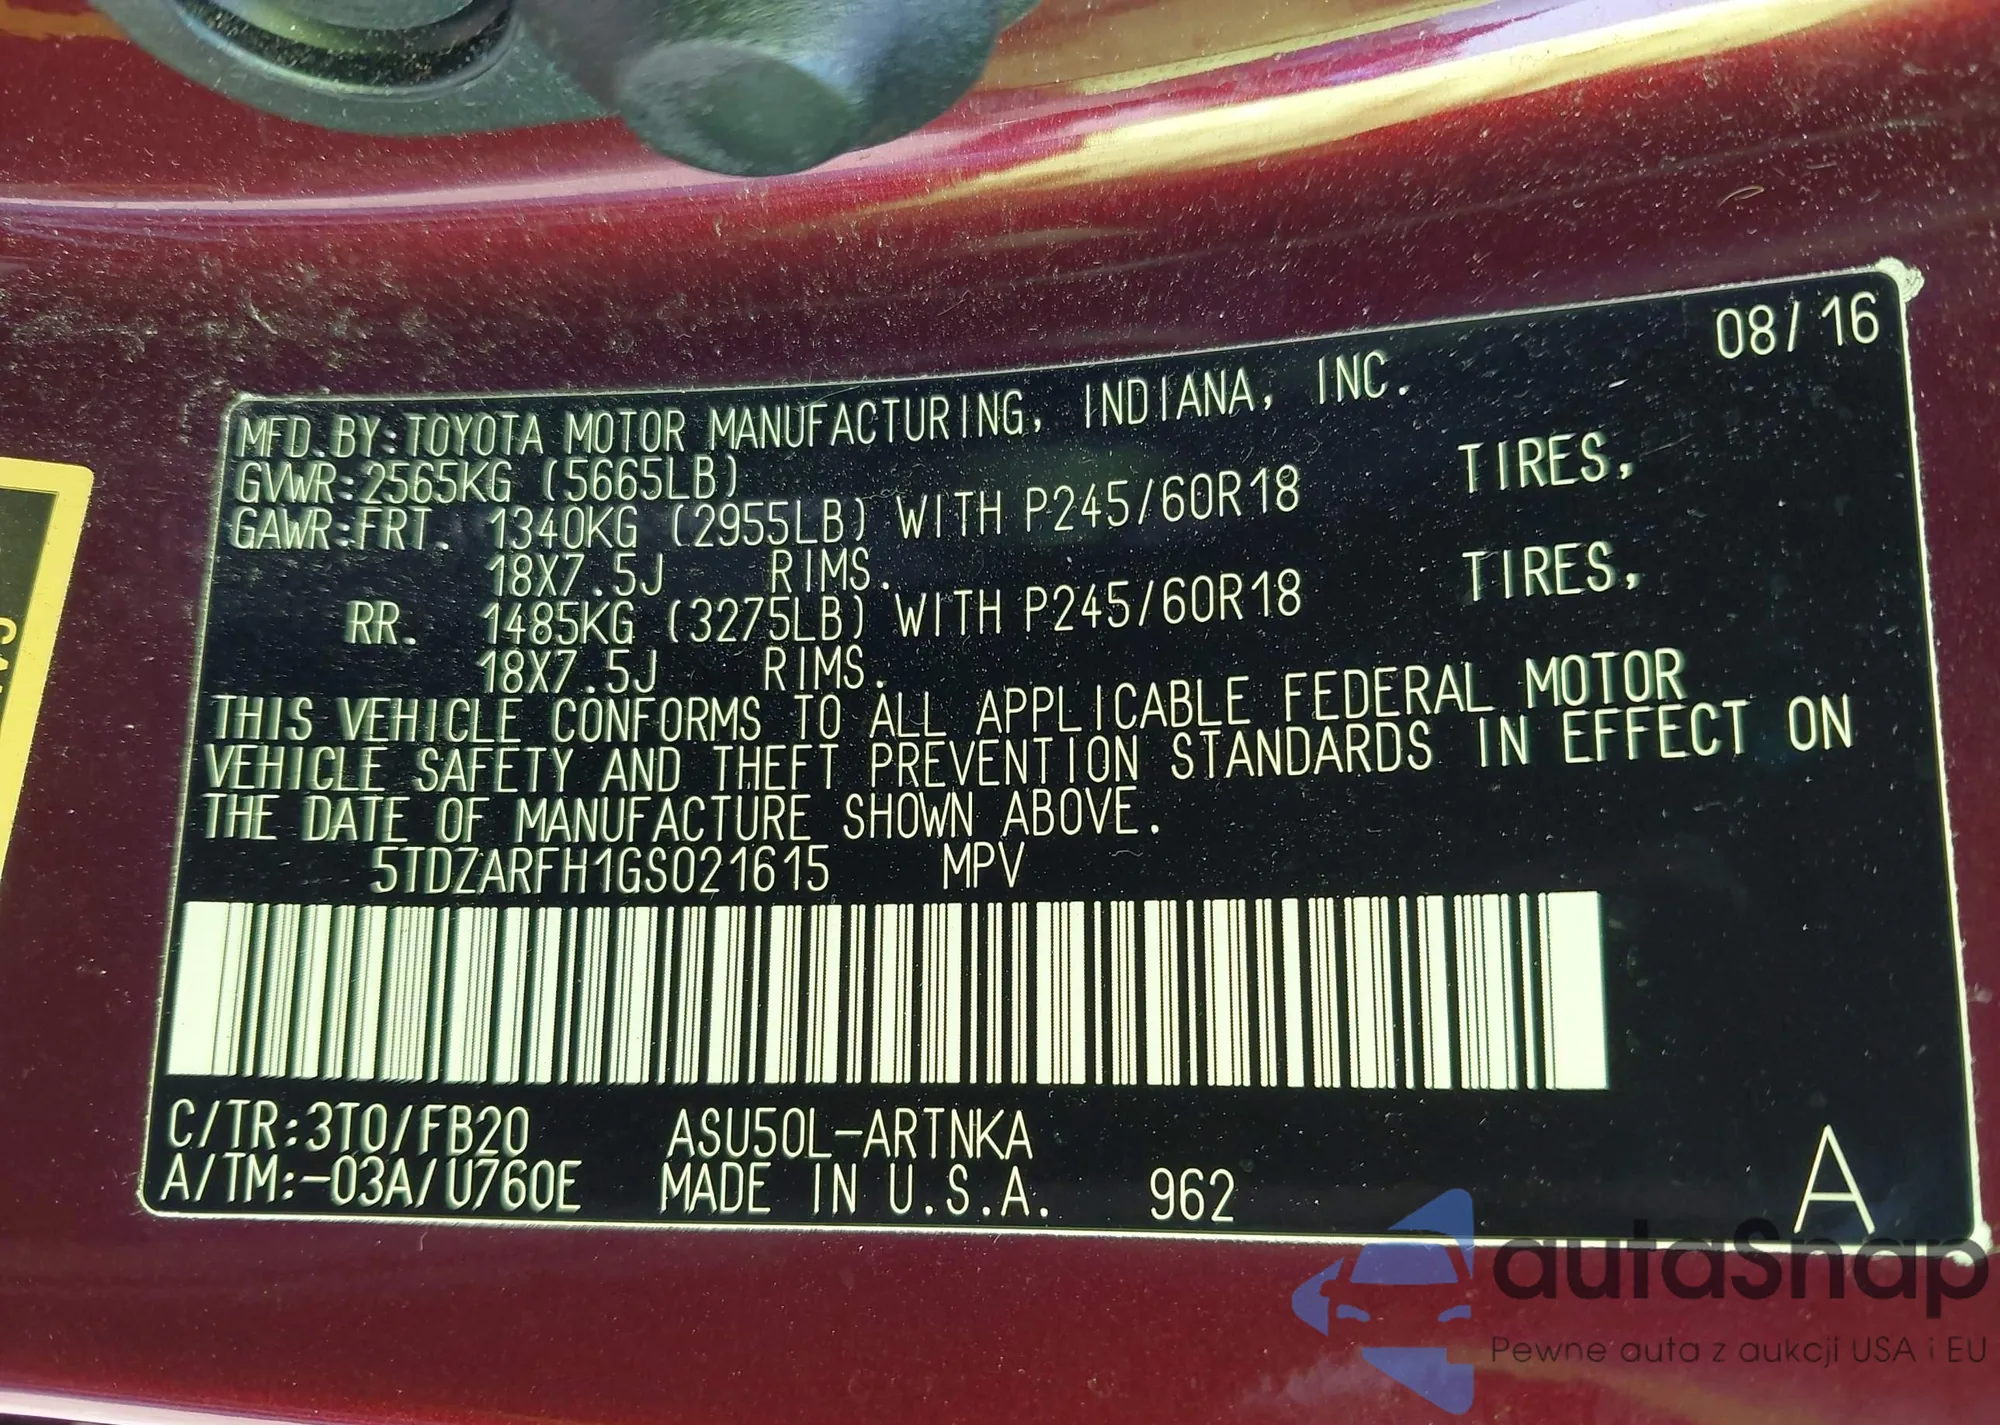 08/16
MFD.BY:TOYOTA MOTOR MANUFACTURING, INDIANA, INC.
GVWR:2565KG (5665LB)
GAWR:FRT. 1340KG (2955LB) WITH P245/60R18 TIRES,
18X7.5J RIMS.
RR. 1485KG (3275LB) WITH P245/60R18 TIRES,
18X7.5J RIMS.
THIS VEHICLE CONFORMS TO ALL APPLICABLE FEDERAL MOTOR
VEHICLE SAFETY AND THEFT PREVENTION STANDARDS IN EFFECT ON
THE DATE OF MANUFACTURE SHOWN ABOVE.
5TDZARFH1GS021615 MPV
C/TR:3T0/FB20 ASU50L-ARTNKA
A/TM:-03A/U760E MADE IN U.S.A. 962
A
autaSnap
Pewne auta z aukcji USA i EU